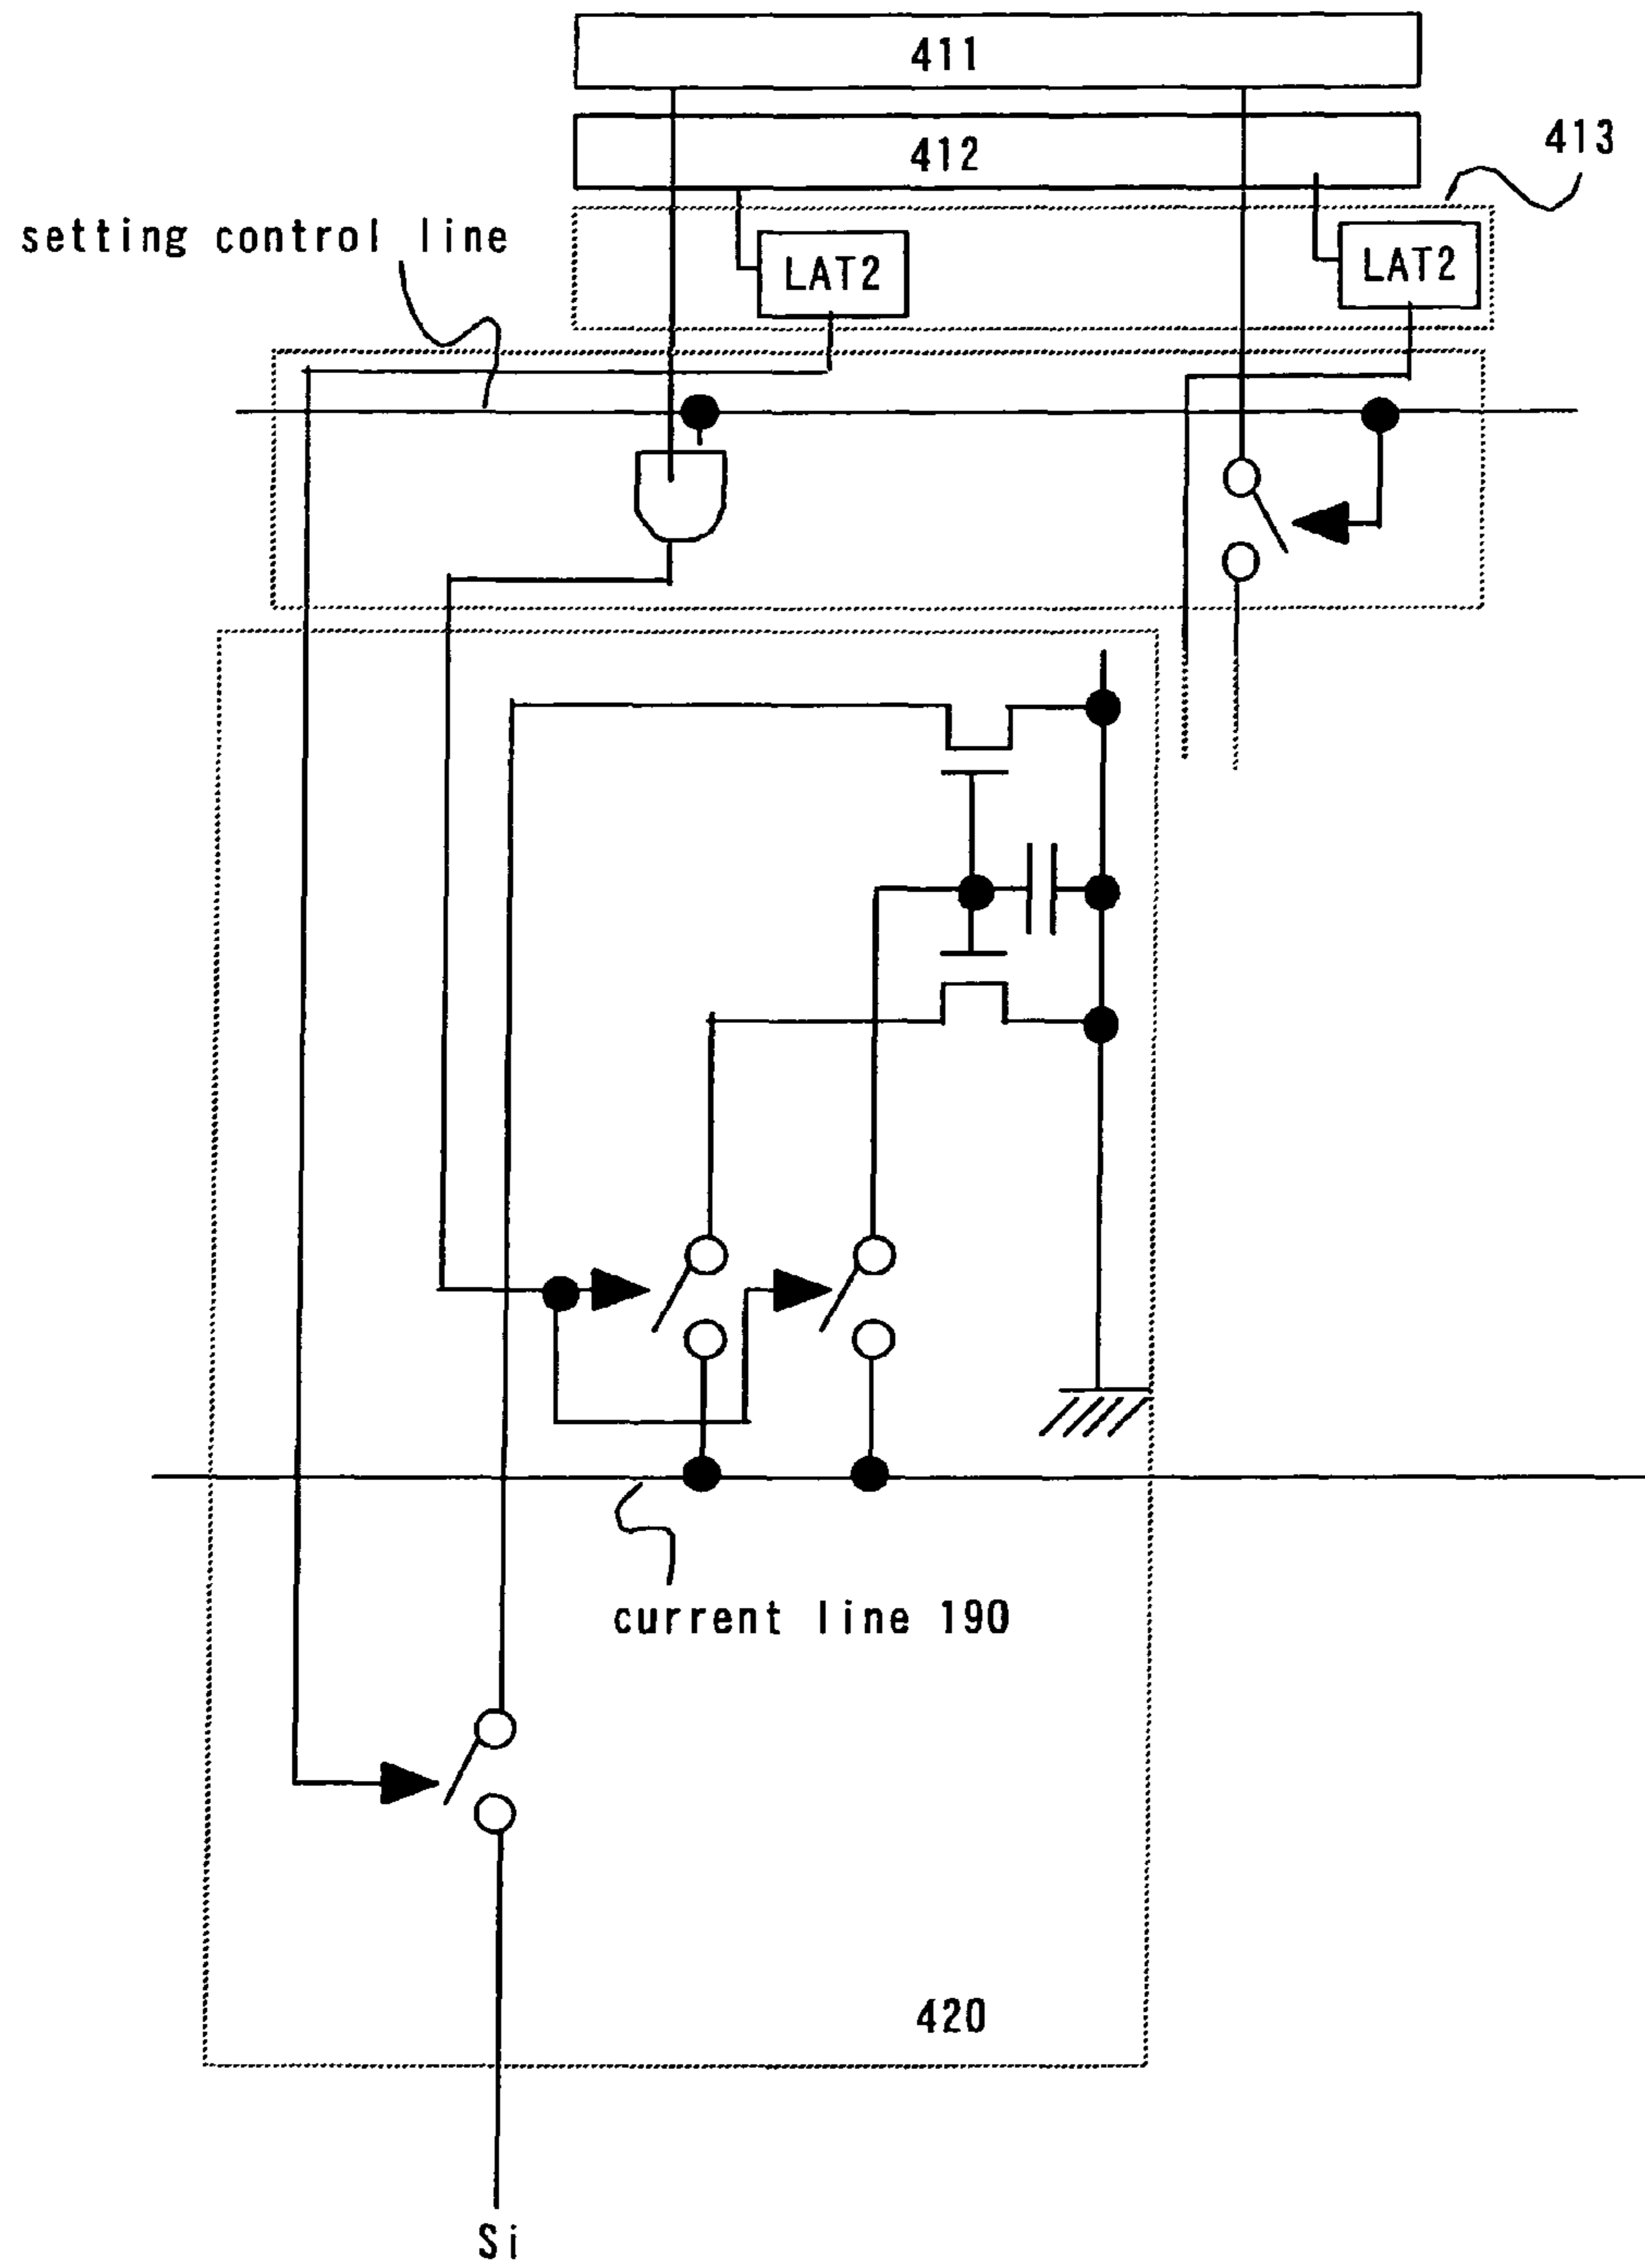 411
412
413
setting control line
LAT2
LAT2
current line 190
420
Si